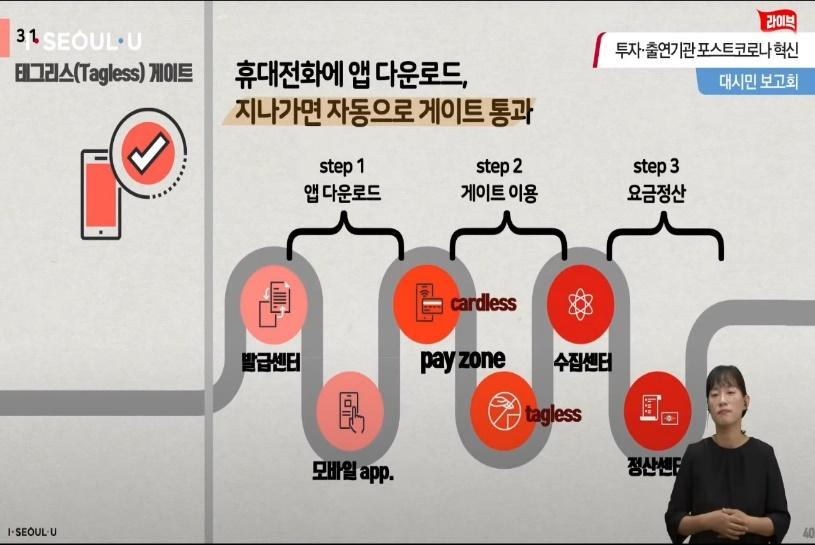 31
I·SEOUL·U
태그리스(Tagless) 게이트
라이브
투자·출연기관 포스트코로나 혁신
대시민 보고회
휴대전화에 앱 다운로드,
지나가면 자동으로 게이트 통과
step 1
앱 다운로드
step 2
게이트 이용
step 3
요금정산
cardless
발급센터
pay zone
수집센터
tagless
모바일 app.
정산센터
I·SEOUL·U
40